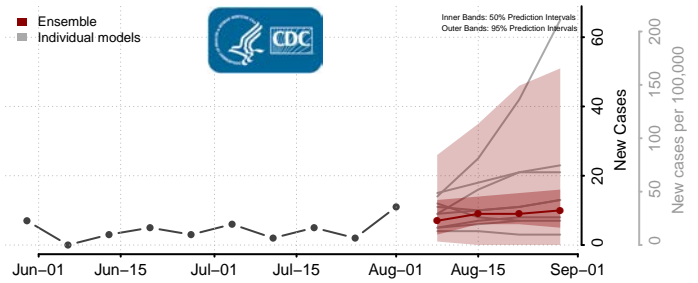 Ensemble
Individual models
CDC
Inner Bands: 50% Prediction Intervals
Outer Bands: 95% Prediction Intervals
0
20
40
60
New Cases
0
50
100
150
200
New cases per 100,000
Jun−01
Jun−15
Jul−01
Jul−15
Aug−01
Aug−15
Sep−01